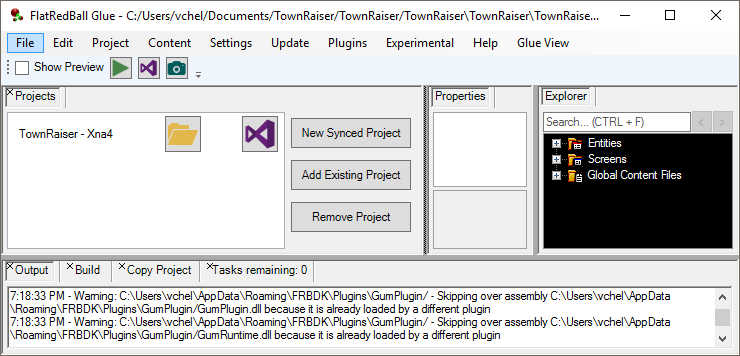 FlatRedBall Glue - C:/Users/vchel/Documents/TownRaiser/TownRaiser/TownRaiser\TownRaiser\TownRaise...
File Edit Project Content Settings Update Plugins Experimental Help Glue View
Show Preview
Projects Properties Explorer
TownRaiser - Xna4
New Synced Project
Add Existing Project
Remove Project
Search... (CTRL + F) < >
Entities
Screens
Global Content Files
Output Build Copy Project Tasks remaining: 0
7:18:33 PM - Warning: C:\Users\vchel\AppData\Roaming\FRBDK\Plugins\GumPlugin/ - Skipping over assembly C:\Users\vchel\AppData
\Roaming\FRBDK\Plugins\GumPlugin/GumPlugin.dll because it is already loaded by a different plugin
7:18:33 PM - Warning: C:\Users\vchel\AppData\Roaming\FRBDK\Plugins\GumPlugin/ - Skipping over assembly C:\Users\vchel\AppData
\Roaming\FRBDK\Plugins\GumPlugin/GumRuntime.dll because it is already loaded by a different plugin